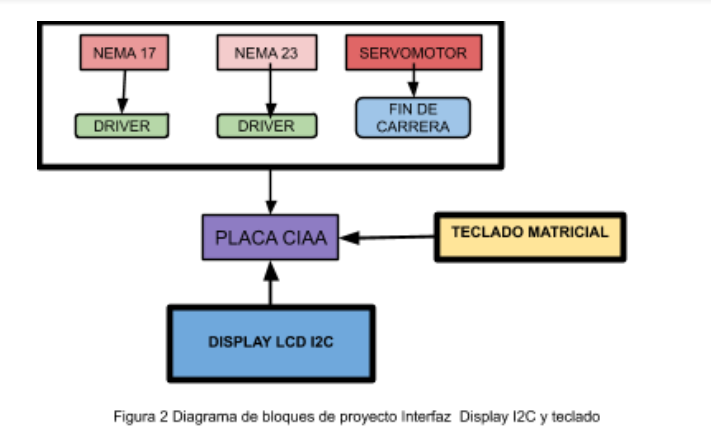 NEMA 17
NEMA 23
SERVOMOTOR
DRIVER
DRIVER
FIN DE
CARRERA
PLACA CIAA
TECLADO MATRICIAL
DISPLAY LCD I2C
Figura 2 Diagrama de bloques de proyecto Interfaz Display I2C y teclado